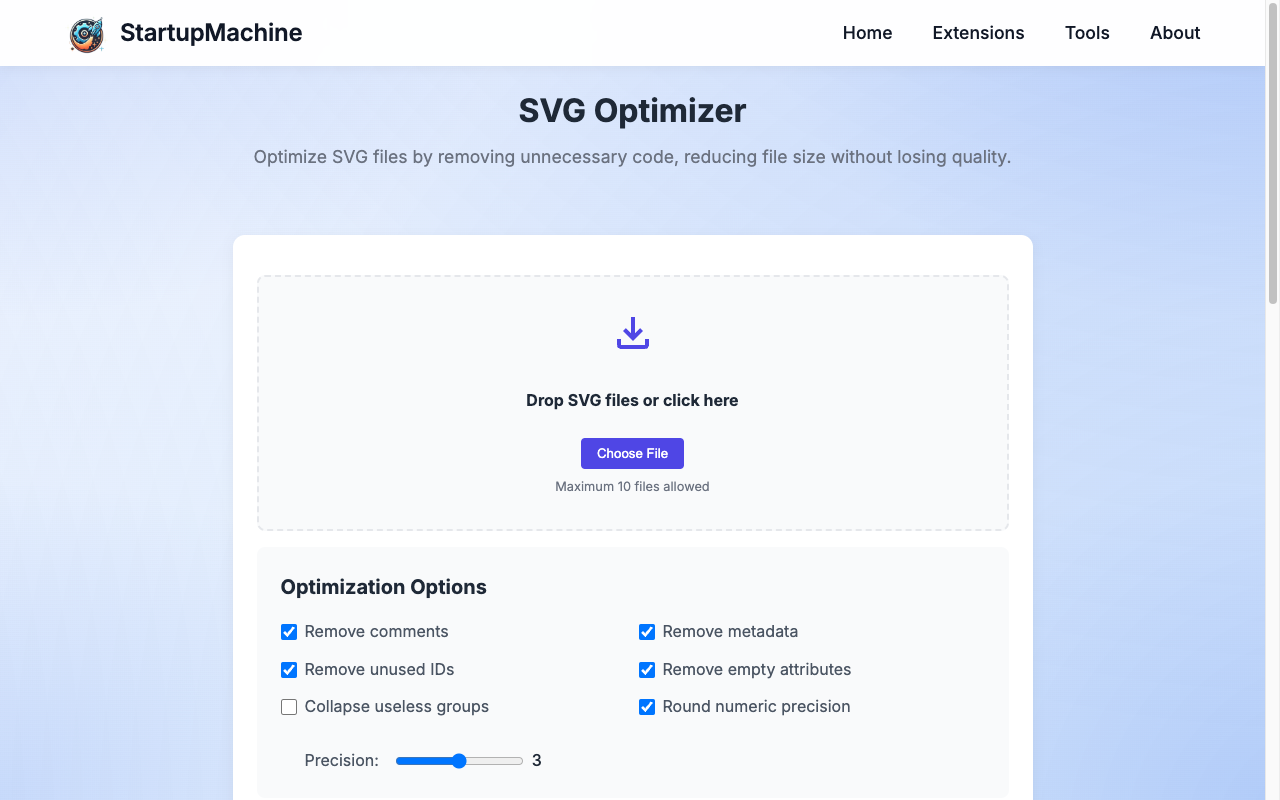 StartupMachine
Home Extensions Tools About
SVG Optimizer
Optimize SVG files by removing unnecessary code, reducing file size without losing quality.
Drop SVG files or click here
Choose File
Maximum 10 files allowed
Optimization Options
Remove comments
Remove metadata
Remove unused IDs
Remove empty attributes
Collapse useless groups
Round numeric precision
Precision: 3